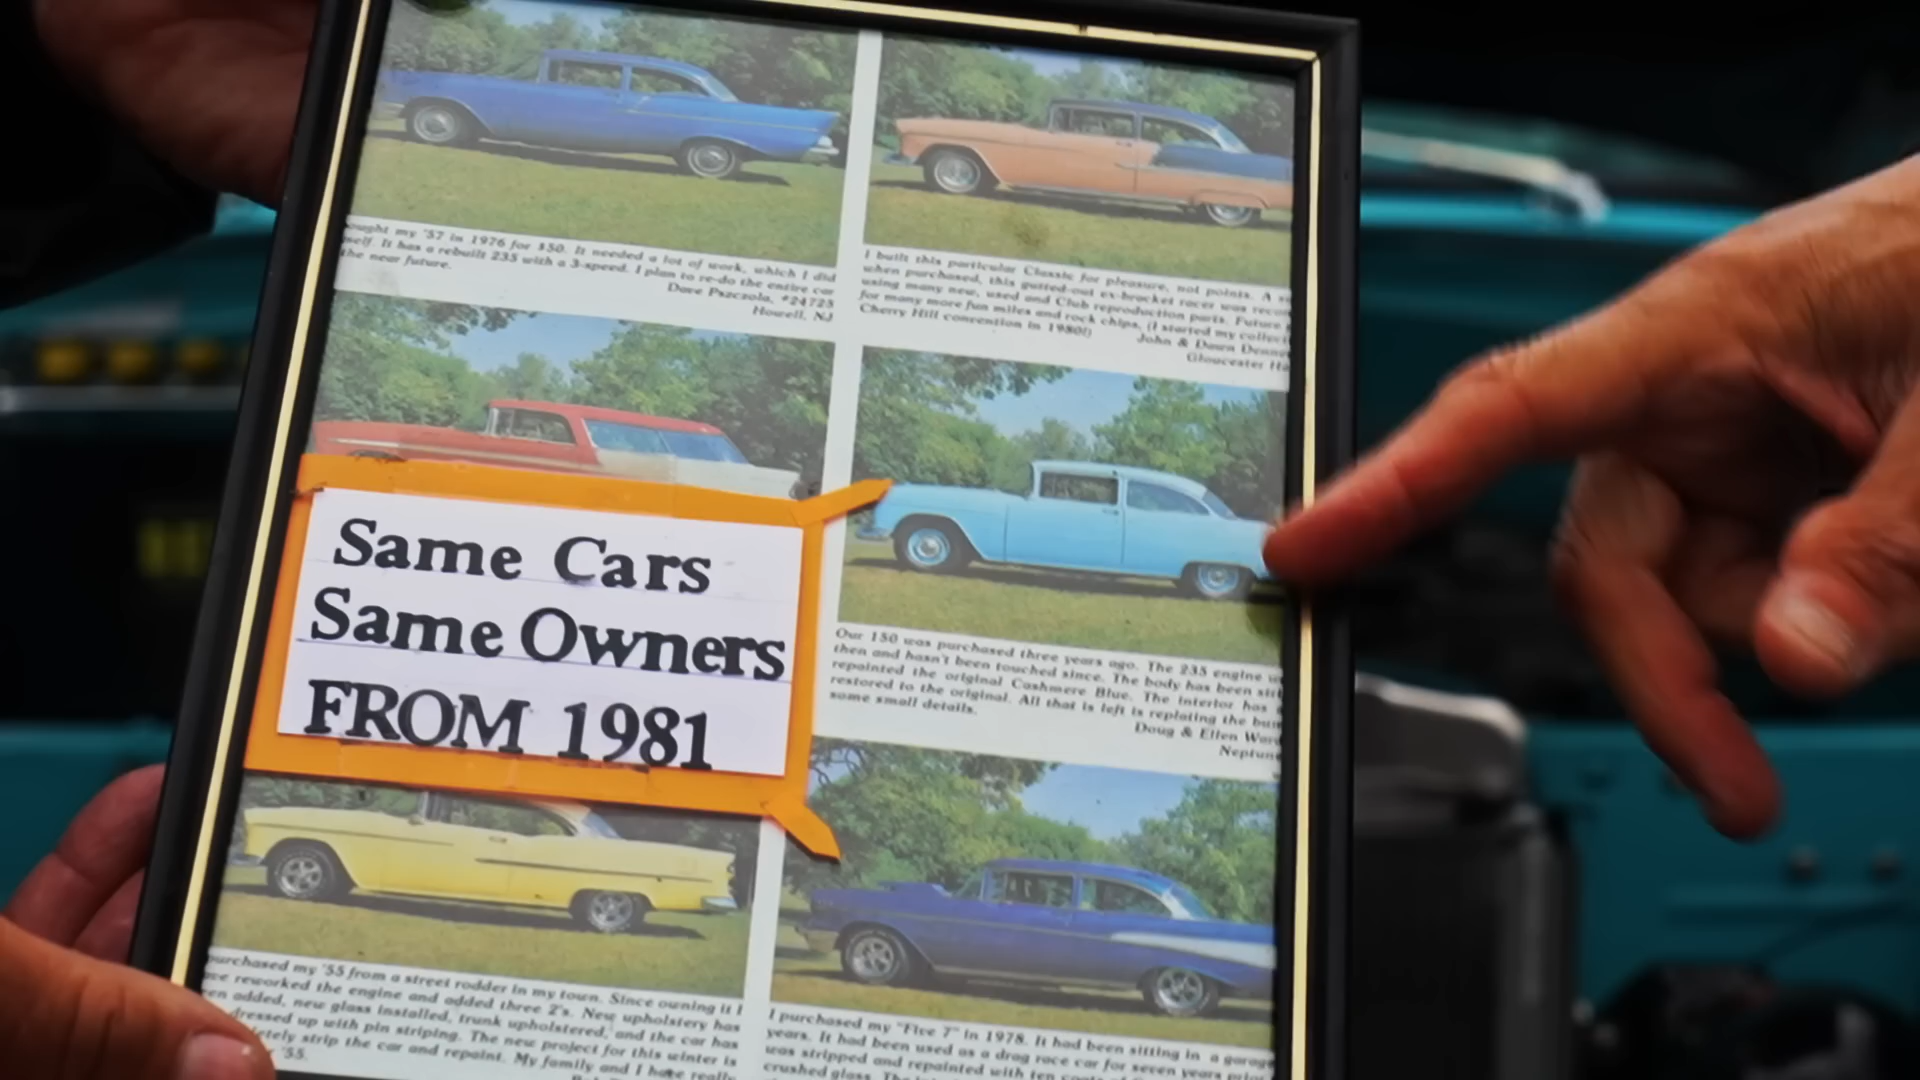 ought my '57 in 1976 for $50. It needed a lot of work, which I did
self. It has a rebuilt 235 with a 3-speed. I plan to re-do the entire car
the near future.
Dave Pszczola, #24725
Howell, NJ
I built this particular Classic for pleasure, not points. A
when purchased, this gutted-out ex-bracket racer was
using many new, used and Club reproduction parts. Future
for many more fun miles and rock chips. (I started my
Cherry Hill convention in 1980!)
John & Dawn
Gloucester
Same Cars
Same Owners
FROM 1981
Our 150 was purchased three years ago. The 235 engine
then and hasn't been touched since. The body has been
repainted the original Cashmere Blue. The interior has
restored to the original. All that is left is replating the
some small details.
Doug & Ellen
Neptune
urchased my '55 from a street rodder in my town. Since owning it I
ve reworked the engine and added three 2's. New upholstery has
en added, new glass installed, trunk upholstered, and the car has
dressed up with pin striping. The new project for this winter is
etely strip the car and repaint. My family and I have really
'55.
I purchased my "Five 7" in 1978. It had been sitting in a garage
years. It had been used as a drag race car for seven years
was stripped and repainted with ten coats of
crushed glass. The